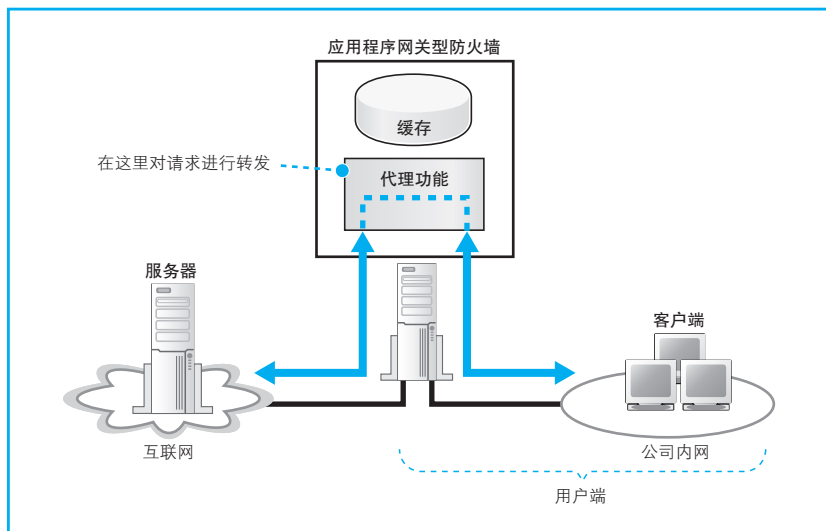 应用程序网关型防火墙
缓存
在这里对请求进行转发
代理功能
服务器
客户端
互联网
公司内网
用户端